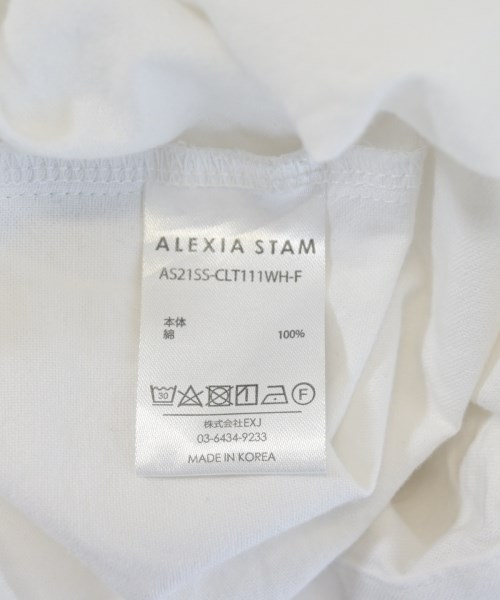 ALEXIA STAM
AS21SS-CLT111WH-F
本体
綿 100%
30 F
株式会社EXJ
03-6434-9233
MADE IN KOREA